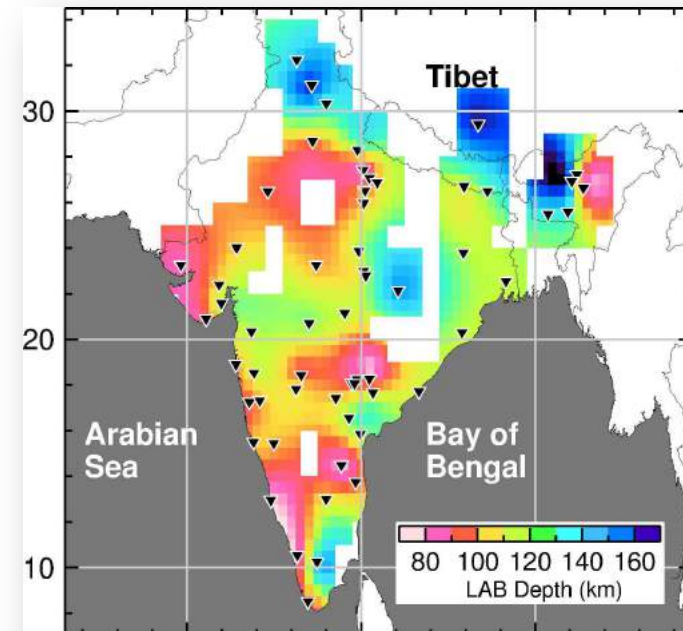 Tibet
30
20
Arabian
Sea
Bay of
Bengal
10
80 100 120 140 160
LAB Depth (km)